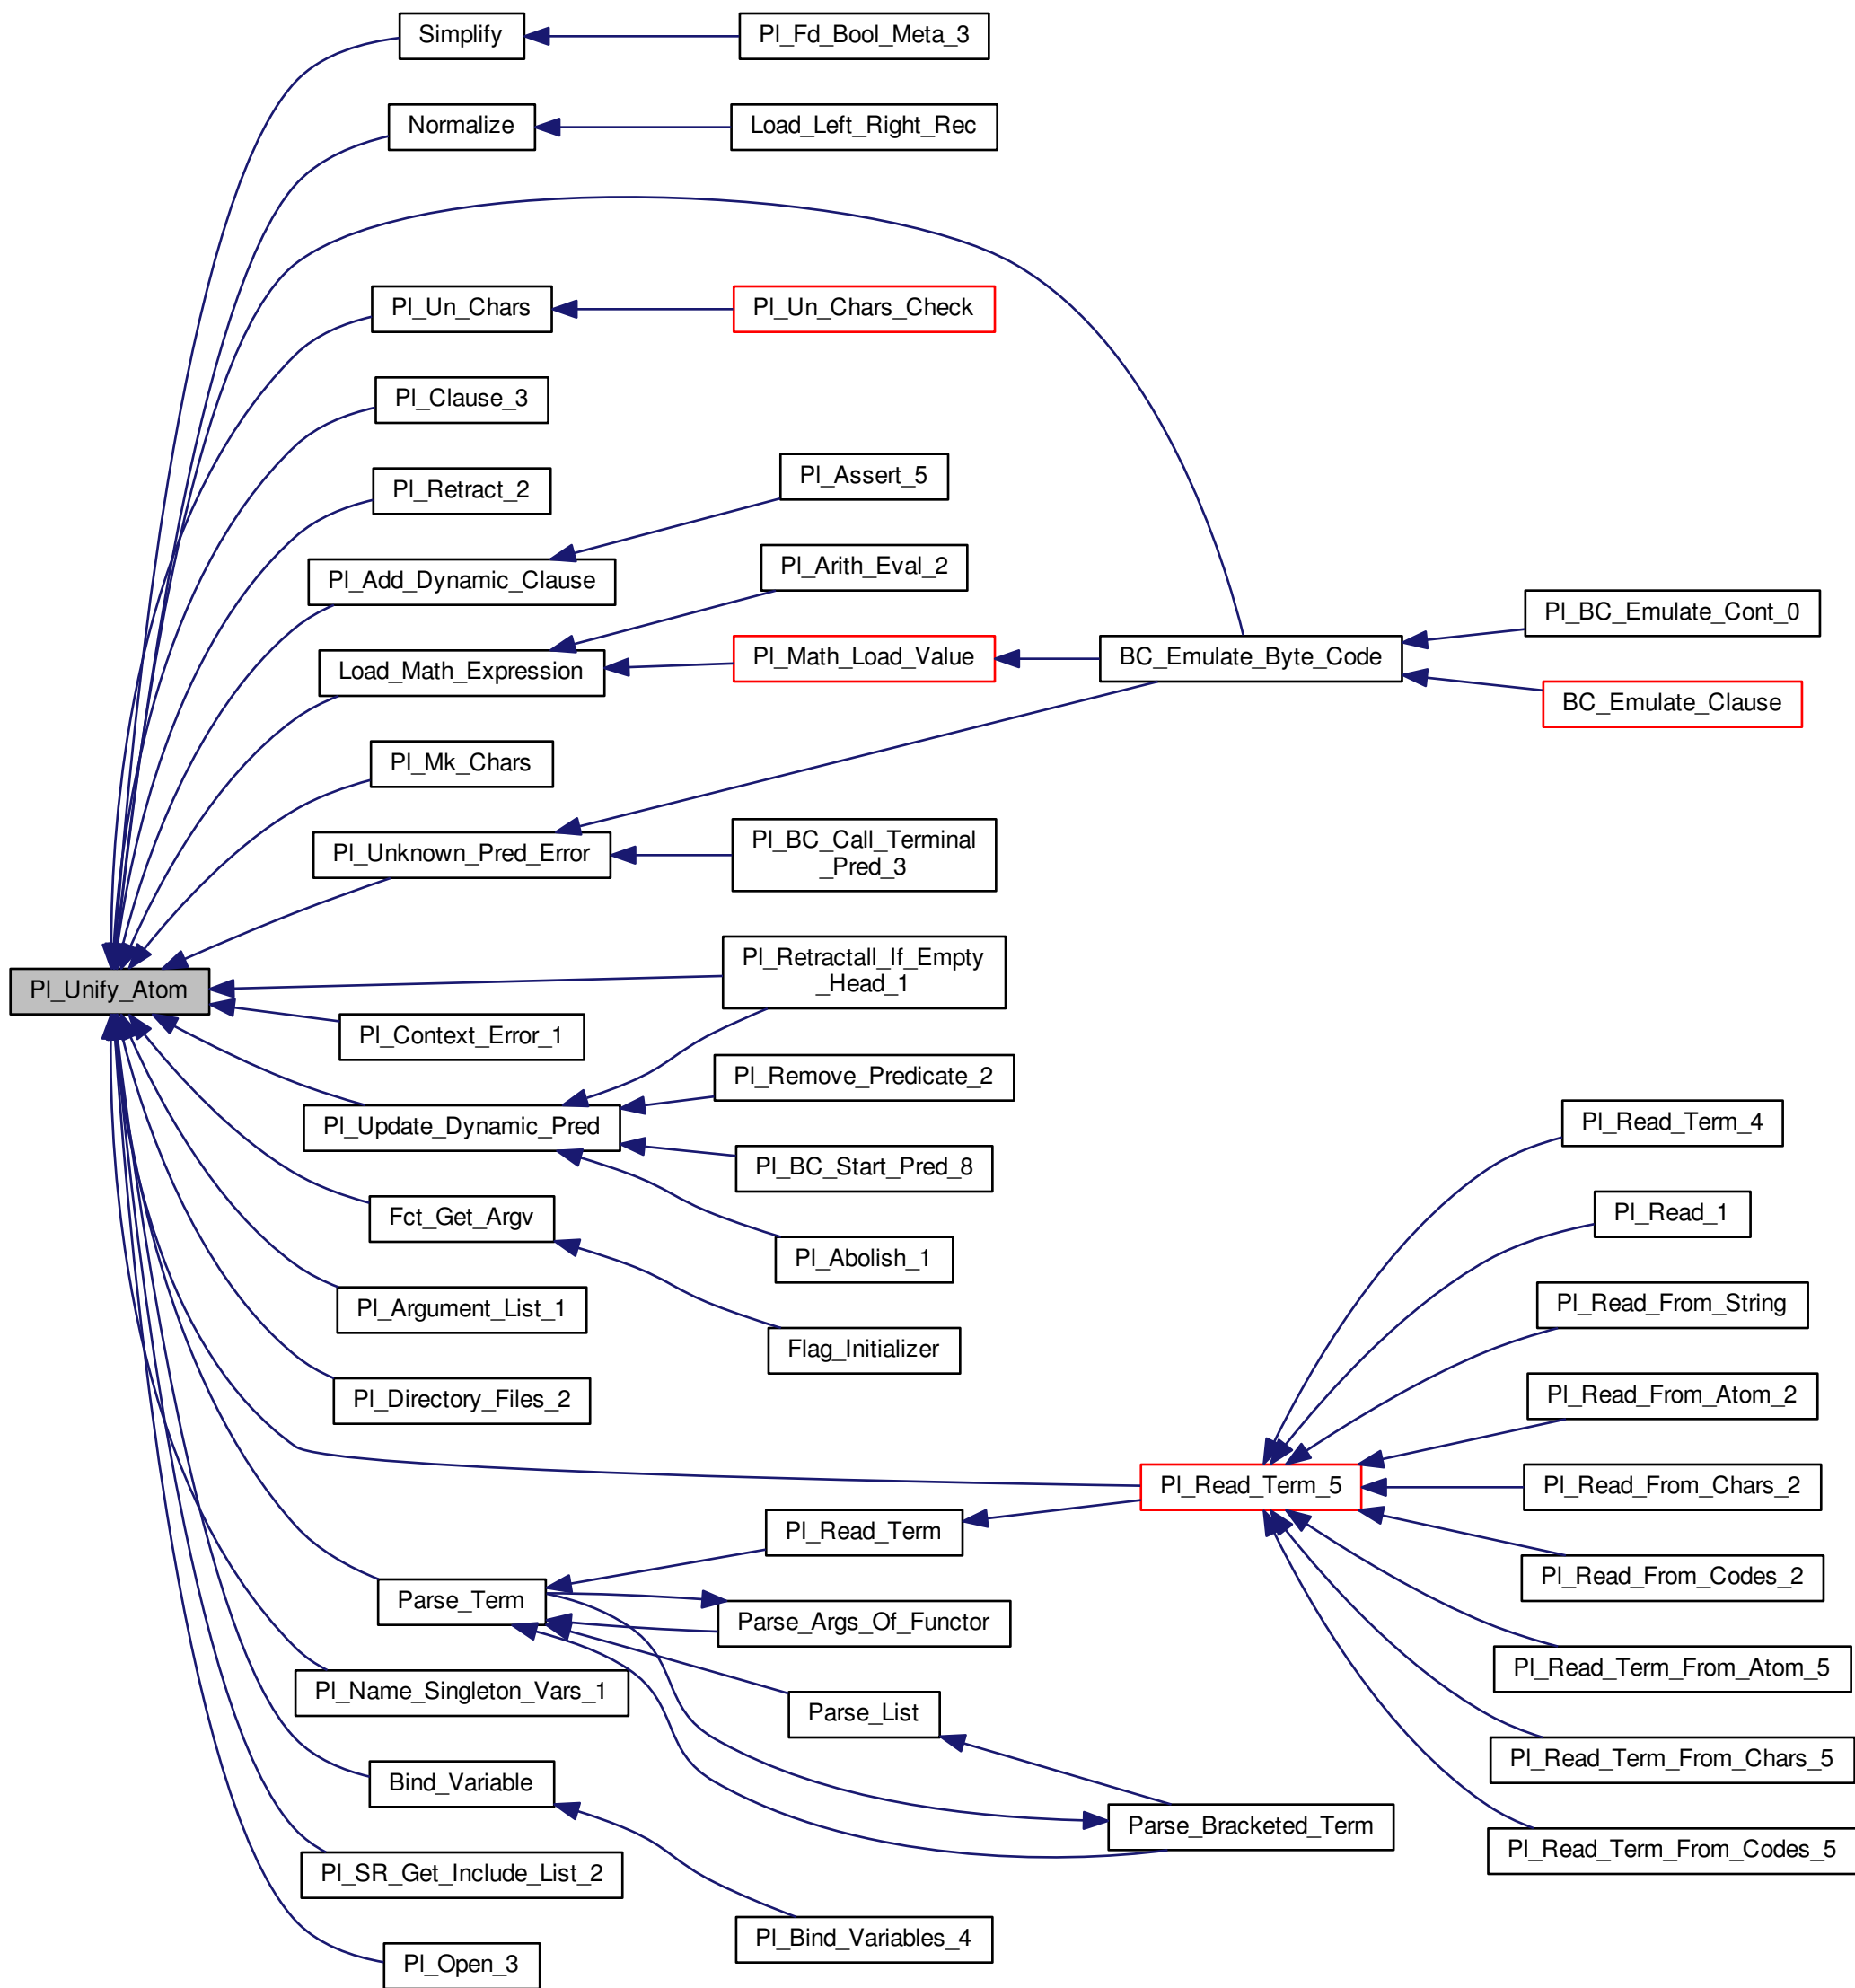 Simplify
Pl_Fd_Bool_Meta_3
Normalize
Load_Left_Right_Rec
Pl_Un_Chars
Pl_Un_Chars_Check
Pl_Clause_3
Pl_Retract_2
Pl_Assert_5
Pl_Add_Dynamic_Clause
Pl_Arith_Eval_2
Load_Math_Expression
Pl_Math_Load_Value
BC_Emulate_Byte_Code
Pl_BC_Emulate_Cont_0
BC_Emulate_Clause
Pl_Mk_Chars
Pl_Unknown_Pred_Error
Pl_BC_Call_Terminal
_Pred_3
Pl_Unify_Atom
Pl_Retractall_If_Empty
_Head_1
Pl_Context_Error_1
Pl_Remove_Predicate_2
Pl_Update_Dynamic_Pred
Pl_BC_Start_Pred_8
Fct_Get_Argv
Pl_Abolish_1
Pl_Argument_List_1
Flag_Initializer
Pl_Directory_Files_2
Pl_Read_Term_4
Pl_Read_1
Pl_Read_From_String
Pl_Read_From_Atom_2
Pl_Read_Term_5
Pl_Read_From_Chars_2
Pl_Read_Term
Pl_Read_From_Codes_2
Parse_Term
Parse_Args_Of_Functor
Pl_Read_Term_From_Atom_5
Pl_Name_Singleton_Vars_1
Parse_List
Pl_Read_Term_From_Chars_5
Bind_Variable
Parse_Bracketed_Term
Pl_Read_Term_From_Codes_5
Pl_SR_Get_Include_List_2
Pl_Bind_Variables_4
Pl_Open_3